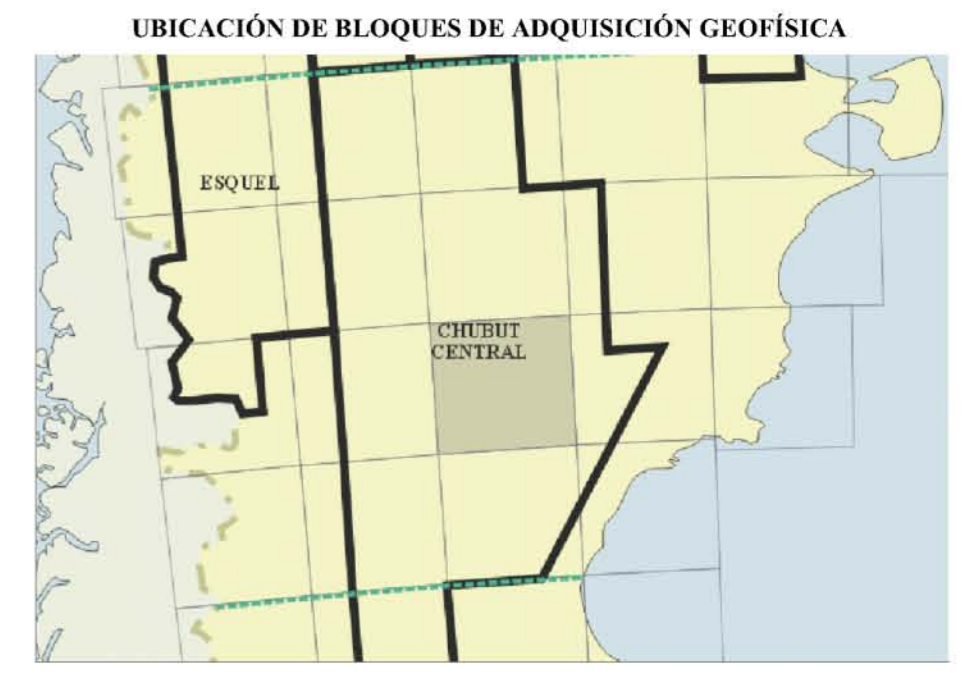 UBICACIÓN DE BLOQUES DE ADQUISICIÓN GEOFÍSICA
ESQUEL
CHUBUT
CENTRAL